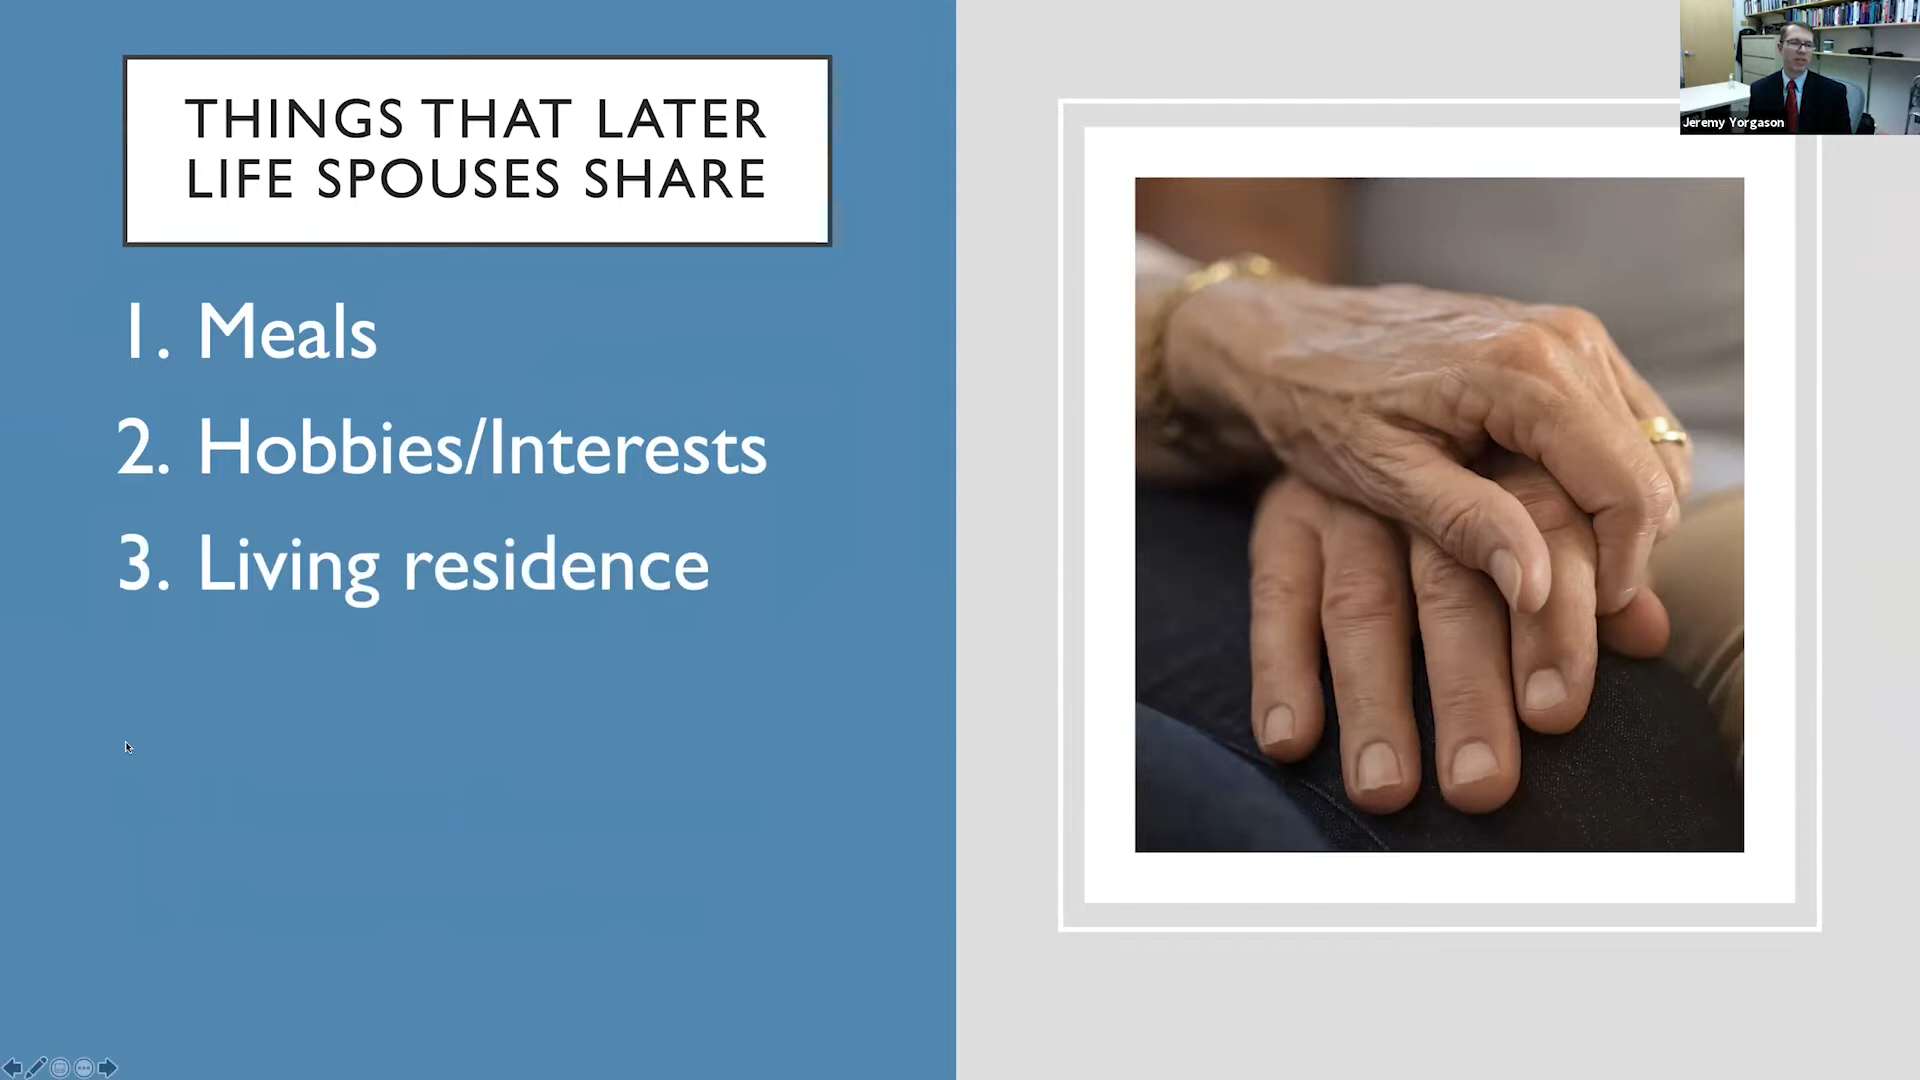 THINGS THAT LATER
LIFE SPOUSES SHARE
1. Meals
2. Hobbies/Interests
3. Living residence
Jeremy Yorgason